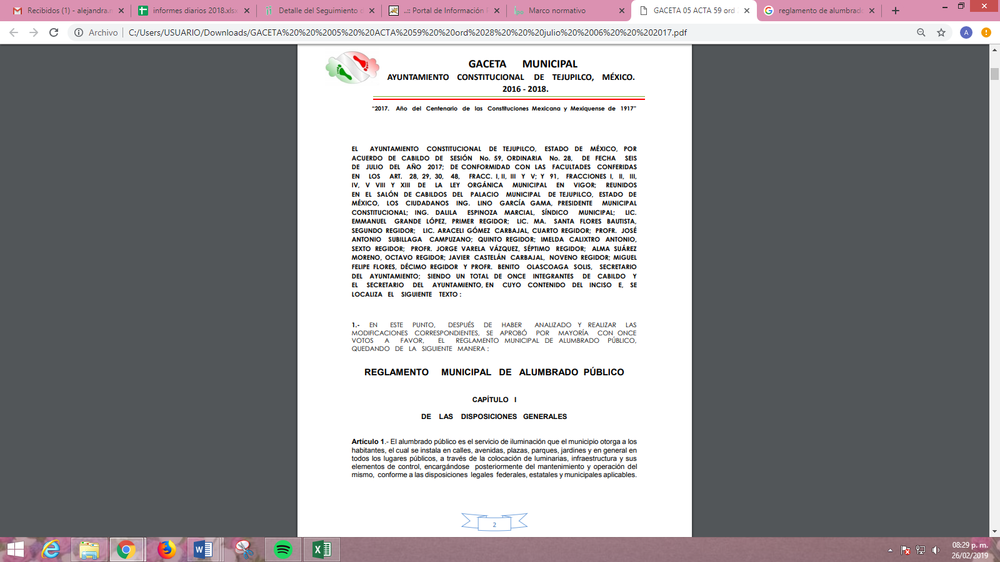 Recibidos (1) - alejandra.m
informes diarios 2018.xlsx
Detalle del Seguimiento d
..:: Portal de Información P
Marco normativo
GACETA 05 ACTA 59 ord
reglamento de alumbrado
Archivo
C:/Users/USUARIO/Downloads/GACETA%20%20%2005%20%20ACTA%2059%20%20ord%2028%20%20%20julio%20%2006%20%20%202017.pdf
A
GACETA MUNICIPAL
AYUNTAMIENTO CONSTITUCIONAL DE TEJUPILCO, MÉXICO.
2016 - 2018.
"2017. Año del Centenario de las Constituciones Mexicana y Mexiquense de 1917"
EL AYUNTAMIENTO CONSTITUCIONAL DE TEJUPILCO, ESTADO DE MÉXICO, POR
ACUERDO DE CABILDO DE SESIÓN No. 59, ORDINARIA No. 28, DE FECHA SEIS
DE JULIO DEL AÑO 2017; DE CONFORMIDAD CON LAS FACULTADES CONFERIDAS
EN LOS ART. 28, 29, 30, 48, FRACC. I, II, III Y V; Y 91, FRACCIONES I, II, III,
IV, V VIII Y XIII DE LA LEY ORGÁNICA MUNICIPAL EN VIGOR; REUNIDOS
EN EL SALÓN DE CABILDOS DEL PALACIO MUNICIPAL DE TEJUPILCO, ESTADO DE
MÉXICO, LOS CIUDADANOS ING. LINO GARCÍA GAMA, PRESIDENTE MUNICIPAL
CONSTITUCIONAL; ING. DALILA ESPINOZA MARCIAL, SÍNDICO MUNICIPAL; LIC.
EMMANUEL GRANDE LÓPEZ, PRIMER REGIDOR; LIC. MA. SANTA FLORES BAUTISTA,
SEGUNDO REGIDOR; LIC. ARACELI GÓMEZ CARBAJAL, CUARTO REGIDOR; PROFR. JOSÉ
ANTONIO SUBILLAGA CAMPUZANO; QUINTO REGIDOR; IMELDA CALIXTRO ANTONIO,
SEXTO REGIDOR; PROFR. JORGE VARELA VÁZQUEZ, SÉPTIMO REGIDOR; ALMA SUÁREZ
MORENO, OCTAVO REGIDOR; JAVIER CASTELÁN CARBAJAL, NOVENO REGIDOR; MIGUEL
FELIPE FLORES, DÉCIMO REGIDOR Y PROFR. BENITO OLASCOAGA SOLIS, SECRETARIO
DEL AYUNTAMIENTO; SIENDO UN TOTAL DE ONCE INTEGRANTES DE CABILDO Y
EL SECRETARIO DEL AYUNTAMIENTO, EN CUYO CONTENIDO DEL INCISO E, SE
LOCALIZA EL SIGUIENTE TEXTO :
1.- EN ESTE PUNTO, DESPUÉS DE HABER ANALIZADO Y REALIZAR LAS
MODIFICACIONES CORRESPONDIENTES, SE APROBÓ POR MAYORÍA CON ONCE
VOTOS A FAVOR, EL REGLAMENTO MUNICIPAL DE ALUMBRADO PÚBLICO,
QUEDANDO DE LA SIGUIENTE MANERA :
REGLAMENTO MUNICIPAL DE ALUMBRADO PÚBLICO
CAPÍTULO I
DE LAS DISPOSICIONES GENERALES
Artículo 1.- El alumbrado público es el servicio de iluminación que el municipio otorga a los
habitantes, el cual se instala en calles, avenidas, plazas, parques, jardines y en general en
todos los lugares públicos, a través de la colocación de luminarias, infraestructura y sus
elementos de control, encargándose posteriormente del mantenimiento y operación del
mismo, conforme a las disposiciones legales federales, estatales y municipales aplicables.
2
08:29 p. m.
26/02/2019